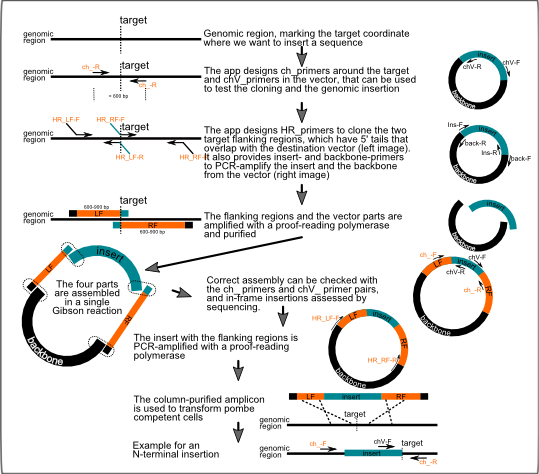 target
genomic
region
Genomic region, marking the target coordinate
where we want to insert a sequence
target
genomic
region
ch_-R
ch_-R
< 600 bp
The app designs ch_primers around the target
and chV_primers in the vector, that can be used
to test the cloning and the genomic insertion
insert
chV-F
chV-R
backbone
HR_LF-F
HR_RF-F
target
genomic
region
HR_LF-R
HR_RF-R
The app designs HR_primers to clone the two
target flanking regions, which have 5' tails that
overlap with the destination vector (left image).
It also provides insert- and backbone-primers
to PCR-amplify the insert and the backbone
from the vector (right image)
Ins-F
insert
back-R
Ins-R
back-F
backbone
target
600-900 bp
LF
genomic
region
RF
600-900 bp
The flanking regions and the vector parts are
amplified with a proof-reading polymerase
and purified
insert
backbone
LF
insert
RF
backbone
The four parts
are assembled
in a single
Gibson reaction
Correct assembly can be checked with
the ch_primers and chV_primer pairs,
and in-frame insertions assessed by
sequencing.
ch_-F
chV-F
LF
insert
chV-R
RF
ch_-R
backbone
The insert with the flanking regions is
PCR-amplified with a proof-reading
polymerase
HR_LF-F
LF
insert
RF
HR_RF-R
backbone
The column-purified amplicon
is used to transform pombe
competent cells
LF
insert
RF
target
genomic
region
Example for an
N-terminal insertion
genomic
region
ch_-F
chV-F
target
insert
ch_-R